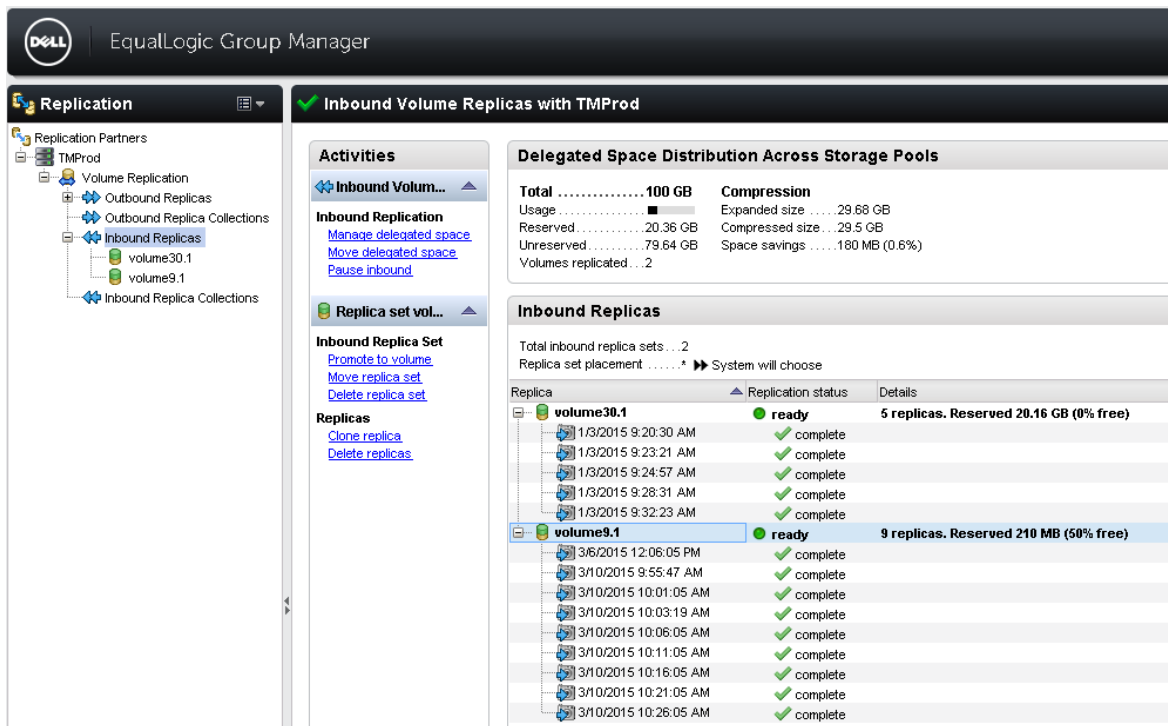 DELL
EqualLogic Group Manager
Replication
Replication Partners
TMProd
Volume Replication
Outbound Replicas
Outbound Replica Collections
Inbound Replicas
volume30.1
volume9.1
Inbound Replica Collections
Inbound Volume Replicas with TMProd
Activities
Inbound Volum...
Inbound Replication
Manage delegated space
Move delegated space
Pause inbound
Replica set vol...
Inbound Replica Set
Promote to volume
Move replica set
Delete replica set
Replicas
Clone replica
Delete replicas
Delegated Space Distribution Across Storage Pools
Total ..............100 GB
Usage..............
Reserved..........20.36 GB
Unreserved.........79.64 GB
Volumes replicated...2
Compression
Expanded size .....29.68 GB
Compressed size...29.5 GB
Space savings .....180 MB (0.6%)
Inbound Replicas
Total inbound replica sets...2
Replica set placement ......* System will choose
Replica Replication status Details
volume30.1 ready 5 replicas. Reserved 20.16 GB (0% free)
1/3/2015 9:20:30 AM complete
1/3/2015 9:23:21 AM complete
1/3/2015 9:24:57 AM complete
1/3/2015 9:28:31 AM complete
1/3/2015 9:32:23 AM complete
volume9.1 ready 9 replicas. Reserved 210 MB (50% free)
3/6/2015 12:06:05 PM complete
3/10/2015 9:55:47 AM complete
3/10/2015 10:01:05 AM complete
3/10/2015 10:03:19 AM complete
3/10/2015 10:06:05 AM complete
3/10/2015 10:11:05 AM complete
3/10/2015 10:16:05 AM complete
3/10/2015 10:21:05 AM complete
3/10/2015 10:26:05 AM complete